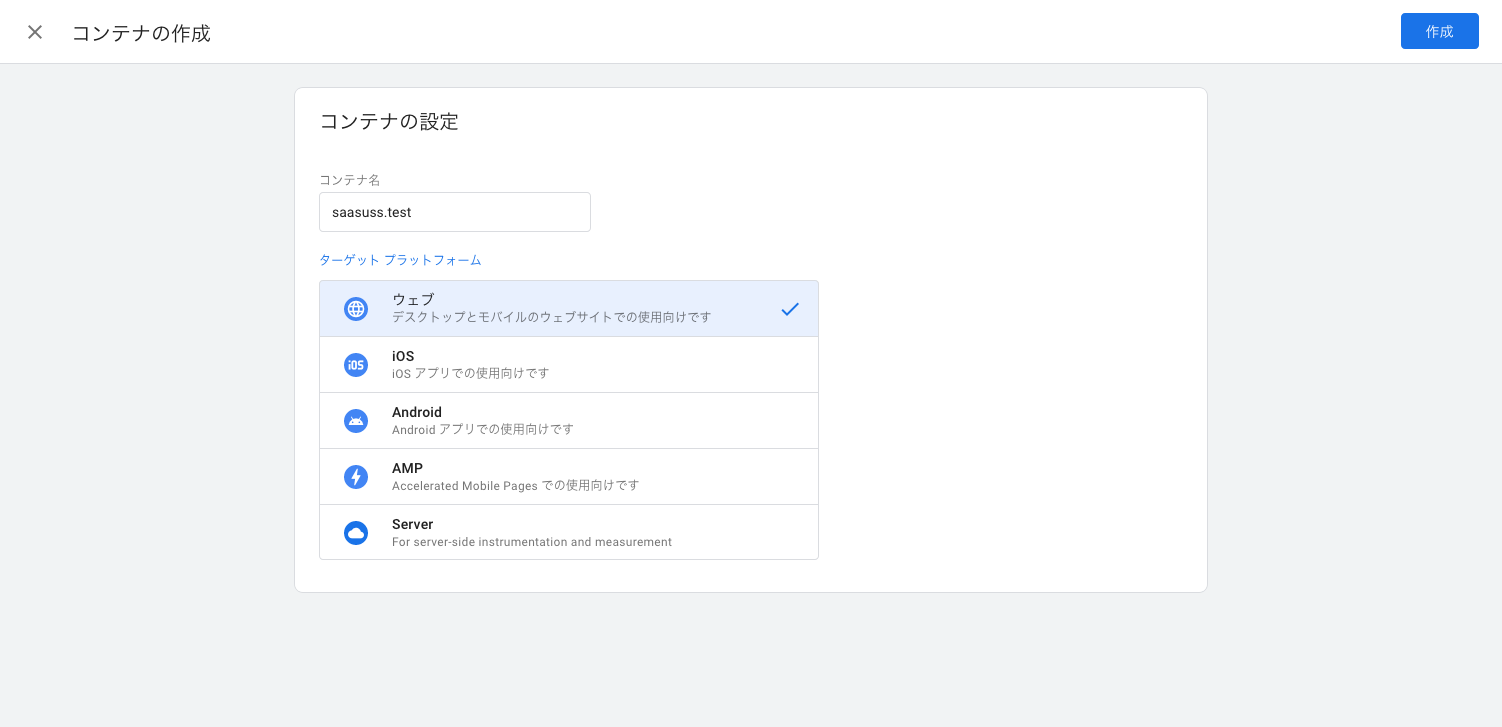 コンテナの作成
作成
コンテナの設定
コンテナ名
saasuss.test
ターゲット プラットフォーム
ウェブ
デスクトップとモバイルのウェブサイトでの使用向けです
iOS
iOS
iOS アプリでの使用向けです
Android
Android アプリでの使用向けです
AMP
Accelerated Mobile Pages での使用向けです
Server
For server-side instrumentation and measurement